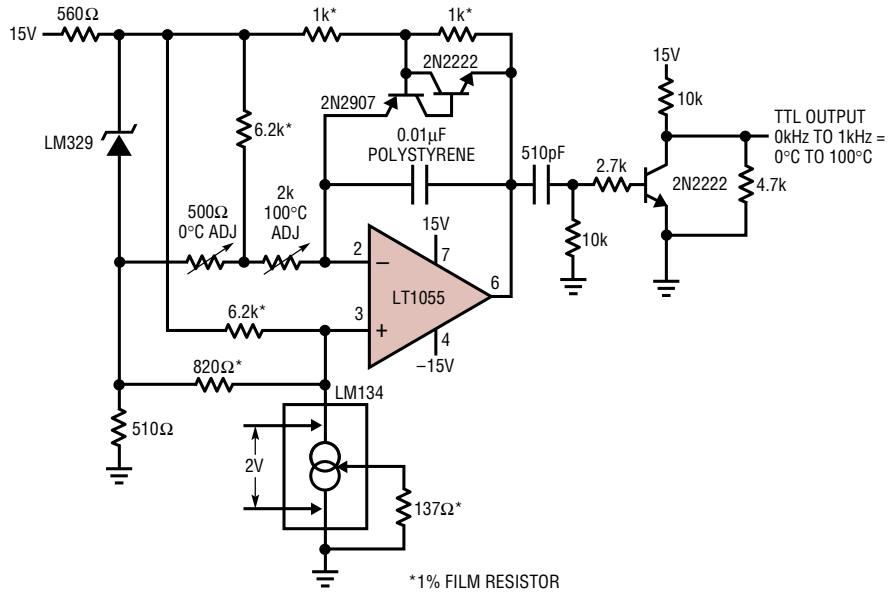 560Ω
15V
1k*
1k*
2N2222
2N2907
15V
10k
LM329
6.2k*
0.01µF
POLYSTYRENE
510pF
TTL OUTPUT
0kHz TO 1kHz =
0°C TO 100°C
2.7k
2N2222
4.7k
500Ω
0°C ADJ
2k
100°C
ADJ
10k
15V
2
7
–
LT1055
6
3
+
6.2k*
4
–15V
820Ω*
LM134
510Ω
2V
137Ω*
*1% FILM RESISTOR